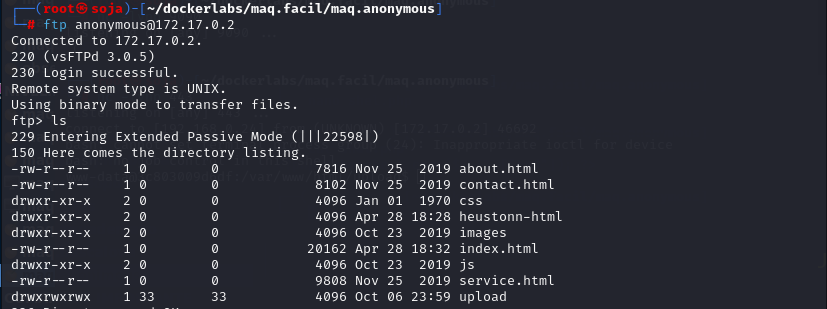 ┌──(root㉿soja)-[~/dockerlabs/maq.facil/maq.anonymous]
└─# ftp anonymous@172.17.0.2
Connected to 172.17.0.2.
220 (vsFTPd 3.0.5)
230 Login successful.
Remote system type is UNIX.
Using binary mode to transfer files.
ftp> ls
229 Entering Extended Passive Mode (|||22598|)
150 Here comes the directory listing.
-rw-r--r-- 1 0 0 7816 Nov 25 2019 about.html
-rw-r--r-- 1 0 0 8102 Nov 25 2019 contact.html
drwxr-xr-x 2 0 0 4096 Jan 01 1970 css
drwxr-xr-x 2 0 0 4096 Apr 28 18:28 heustonn-html
drwxr-xr-x 2 0 0 4096 Oct 23 2019 images
-rw-r--r-- 1 0 0 20162 Apr 28 18:32 index.html
drwxr-xr-x 2 0 0 4096 Oct 23 2019 js
-rw-r--r-- 1 0 0 9808 Nov 25 2019 service.html
drwxrwxrwx 1 33 33 4096 Oct 06 23:59 upload